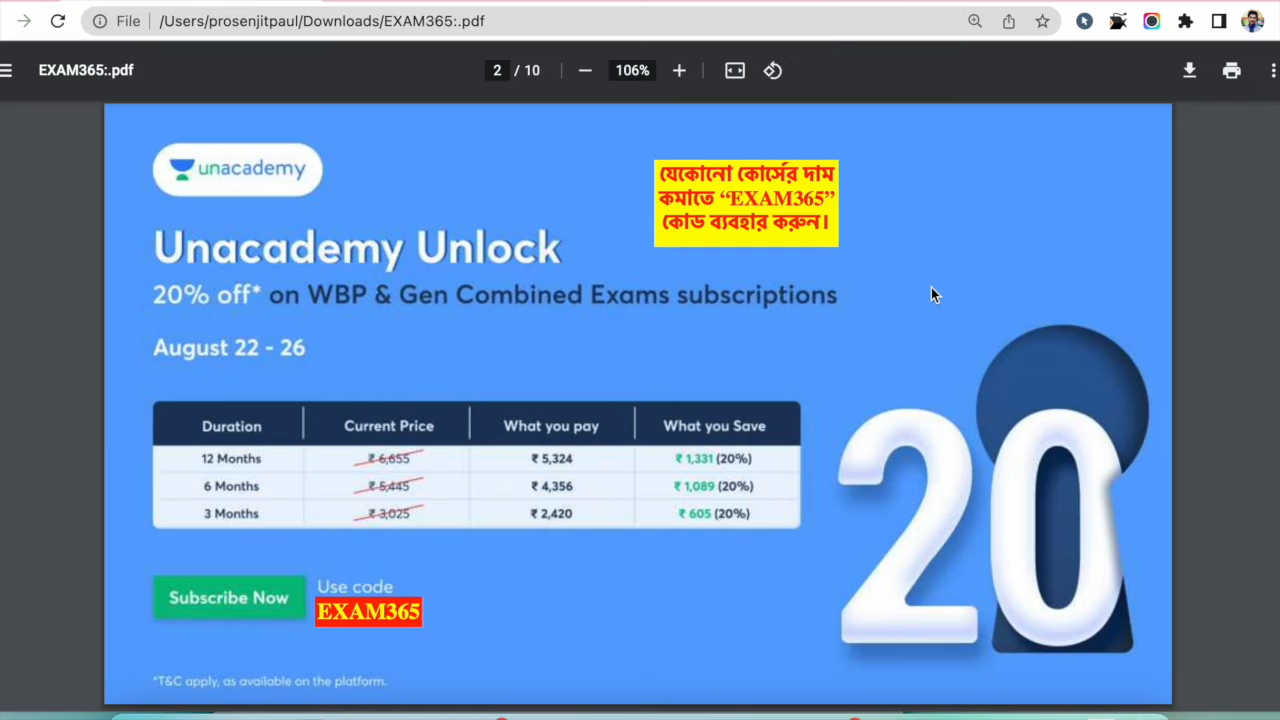 File /Users/prosenjitpaul/Downloads/EXAM365:.pdf
EXAM365:.pdf 2 / 10 106%
unacademy
যেকোনো কোর্সের দাম
কমাতে “EXAM365”
কোড ব্যবহার করুন।
Unacademy Unlock
20% off* on WBP & Gen Combined Exams subscriptions
August 22 - 26
Duration Current Price What you pay What you Save
12 Months ₹ 6,655 ₹ 5,324 ₹ 1,331 (20%)
6 Months ₹ 5,445 ₹ 4,356 ₹ 1,089 (20%)
3 Months ₹ 3,025 ₹ 2,420 ₹ 605 (20%)
20
Subscribe Now
Use code
EXAM365
*T&C apply, as available on the platform.